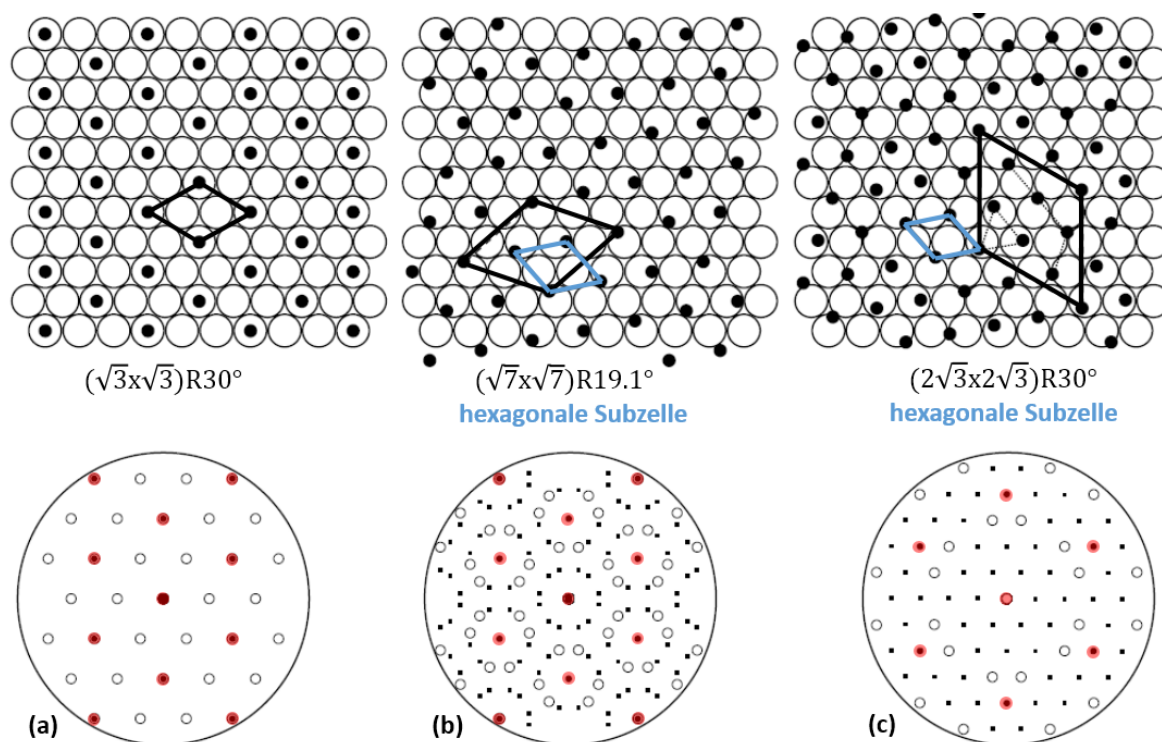 (√3x√3)R30°
(√7x√7)R19.1°
(2√3x2√3)R30°
hexagonale Subzelle
hexagonale Subzelle
(a)
(b)
(c)